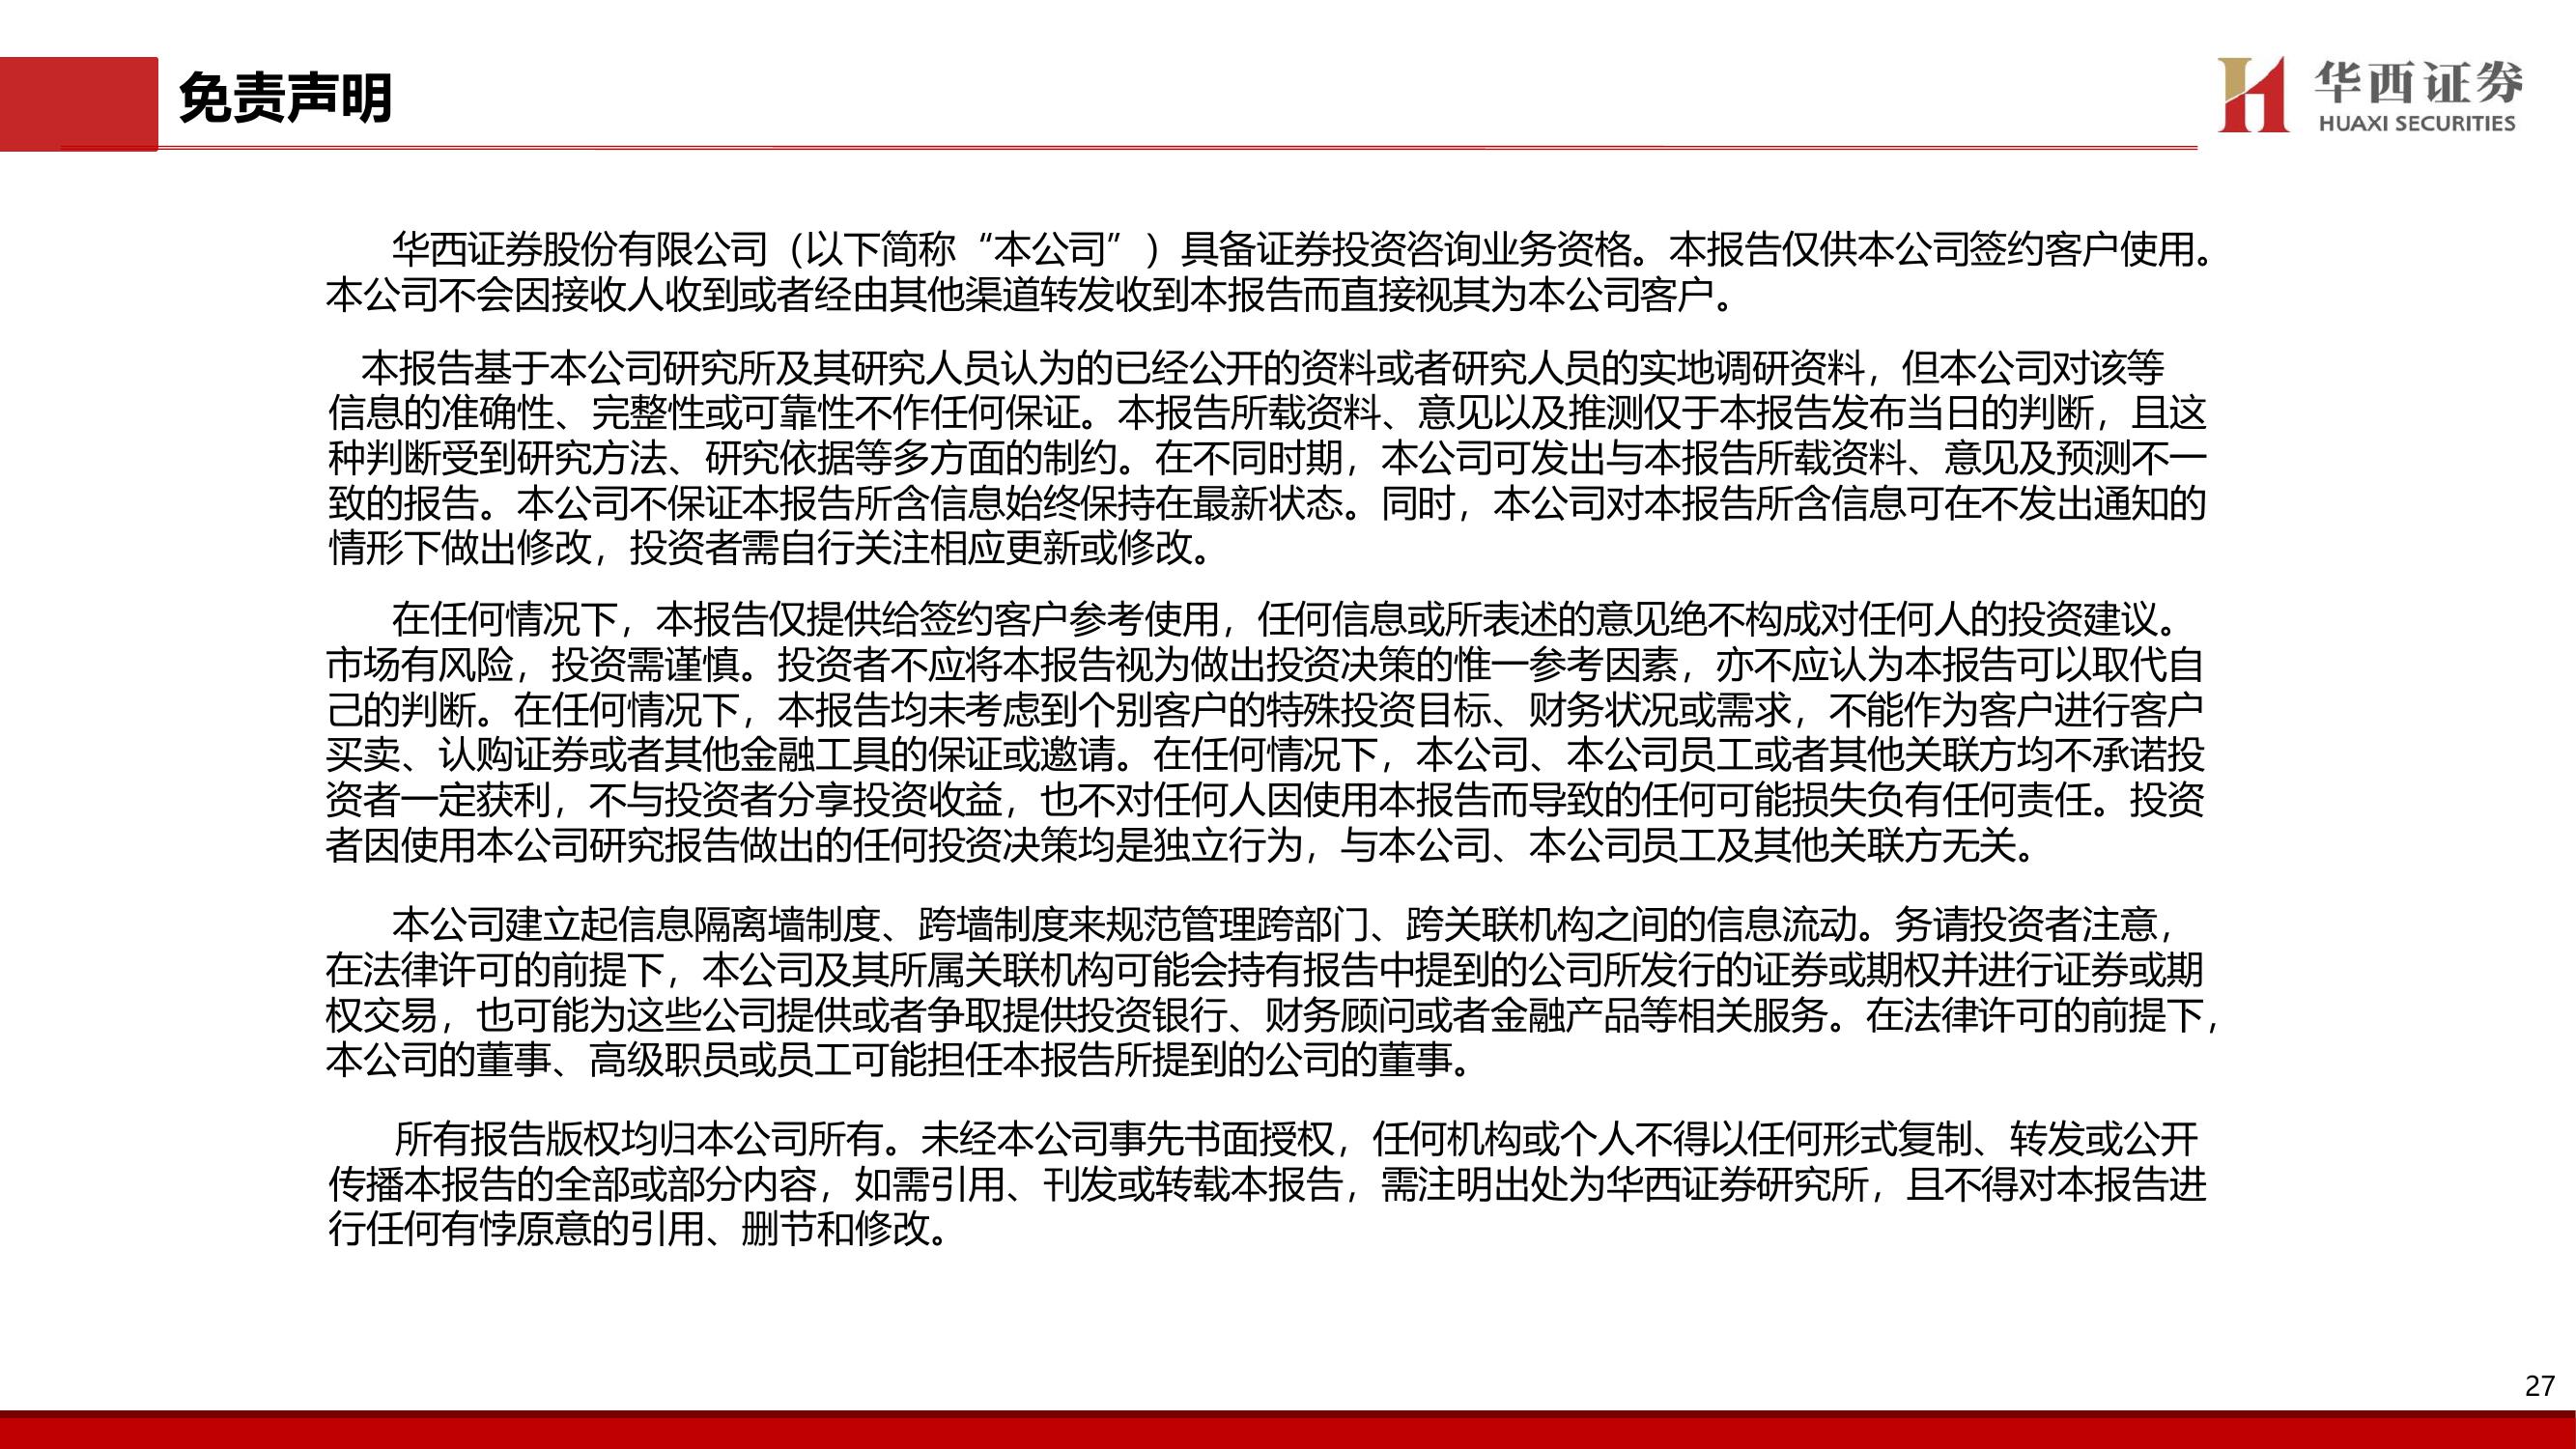 免责声明
华西证券
HUAXI SECURITIES
华西证券股份有限公司（以下简称“本公司”）具备证券投资咨询业务资格。本报告仅供本公司签约客户使用。
本公司不会因接收人收到或者经由其他渠道转发收到本报告而直接视其为本公司客户。
本报告基于本公司研究所及其研究人员认为的已经公开的资料或者研究人员的实地调研资料，但本公司对该等
信息的准确性、完整性或可靠性不作任何保证。本报告所载资料、意见以及推测仅于本报告发布当日的判断，且这
种判断受到研究方法、研究依据等多方面的制约。在不同时期，本公司可发出与本报告所载资料、意见及预测不一
致的报告。本公司不保证本报告所含信息始终保持在最新状态。同时，本公司对本报告所含信息可在不发出通知的
情形下做出修改，投资者需自行关注相应更新或修改。
在任何情况下，本报告仅提供给签约客户参考使用，任何信息或所表述的意见绝不构成对任何人的投资建议。
市场有风险，投资需谨慎。投资者不应将本报告视为做出投资决策的惟一参考因素，亦不应认为本报告可以取代自
己的判断。在任何情况下，本报告均未考虑到个别客户的特殊投资目标、财务状况或需求，不能作为客户进行客户
买卖、认购证券或者其他金融工具的保证或邀请。在任何情况下，本公司、本公司员工或者其他关联方均不承诺投
资者一定获利，不与投资者分享投资收益，也不对任何人因使用本报告而导致的任何可能损失负有任何责任。投资
者因使用本公司研究报告做出的任何投资决策均是独立行为，与本公司、本公司员工及其他关联方无关。
本公司建立起信息隔离墙制度、跨墙制度来规范管理跨部门、跨关联机构之间的信息流动。务请投资者注意，
在法律许可的前提下，本公司及其所属关联机构可能会持有报告中提到的公司所发行的证券或期权并进行证券或期
权交易，也可能为这些公司提供或者争取提供投资银行、财务顾问或者金融产品等相关服务。在法律许可的前提下，
本公司的董事、高级职员或员工可能担任本报告所提到的公司的董事。
所有报告版权均归本公司所有。未经本公司事先书面授权，任何机构或个人不得以任何形式复制、转发或公开
传播本报告的全部或部分内容，如需引用、刊发或转载本报告，需注明出处为华西证券研究所，且不得对本报告进
行任何有悖原意的引用、删节和修改。
27